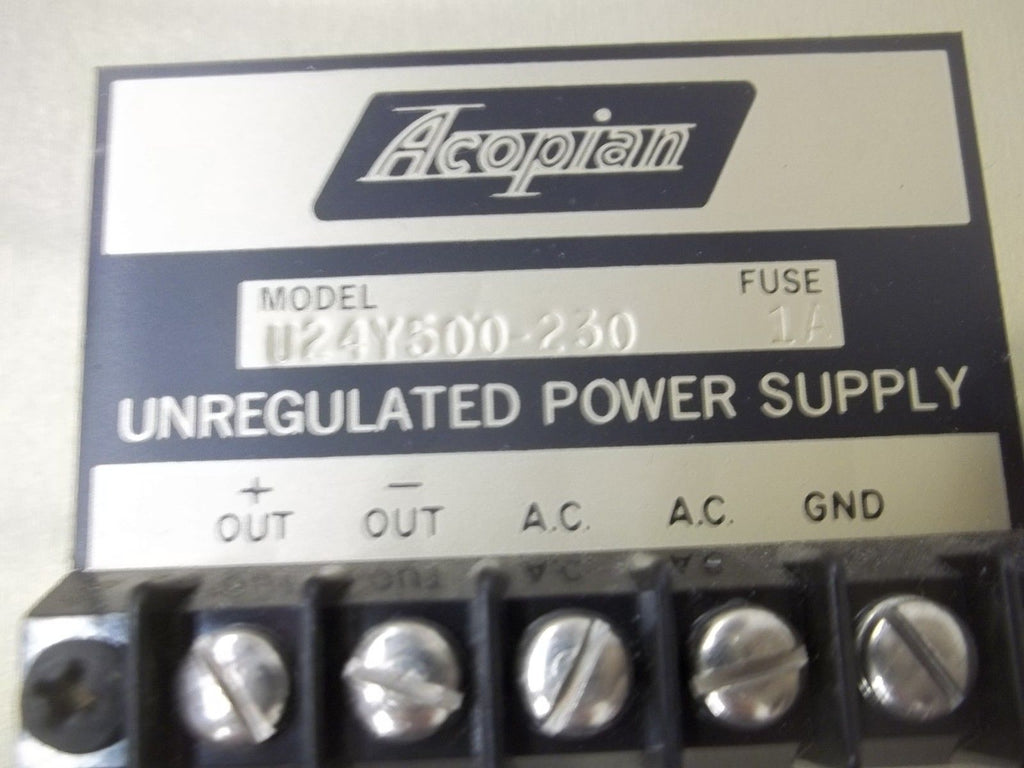 Acopian
MODEL FUSE
U24Y500-230 1A
UNREGULATED POWER SUPPLY
+ — 
OUT OUT A.C. A.C. GND